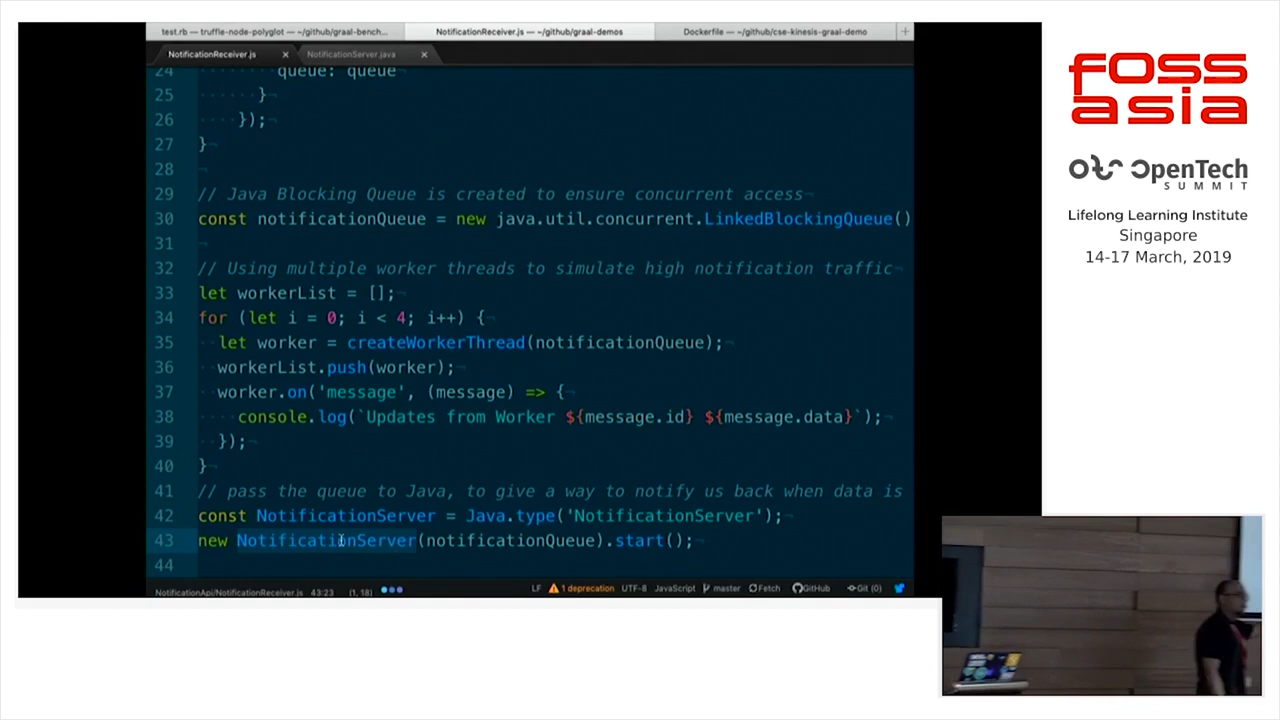 test.rb — truffle-node-polyglot — ~/github/graal-bench...
NotificationReceiver.js — ~/github/graal-demos
Dockerfile — ~/github/cse-kinesis-graal-demo
NotificationReceiver.js
NotificationServer.java
24 queue: queue
25 }
26 });
27 }
28
29 // Java Blocking Queue is created to ensure concurrent access
30 const notificationQueue = new java.util.concurrent.LinkedBlockingQueue()
31
32 // Using multiple worker threads to simulate high notification traffic
33 let workerList = [];
34 for (let i = 0; i < 4; i++) {
35 let worker = createWorkerThread(notificationQueue);
36 workerList.push(worker);
37 worker.on('message', (message) => {
38 console.log(`Updates from Worker ${message.id} ${message.data}`);
39 });
40 }
41 // pass the queue to Java, to give a way to notify us back when data is
42 const NotificationServer = Java.type('NotificationServer');
43 new NotificationServer(notificationQueue).start();
44
NotificationApi/NotificationReceiver.js 43:23 (1, 18) LF 1 deprecation UTF-8 JavaScript master Fetch GitHub Git (0)
fOSS
asia
OpenTech
SUMMIT
Lifelong Learning Institute
Singapore
14-17 March, 2019